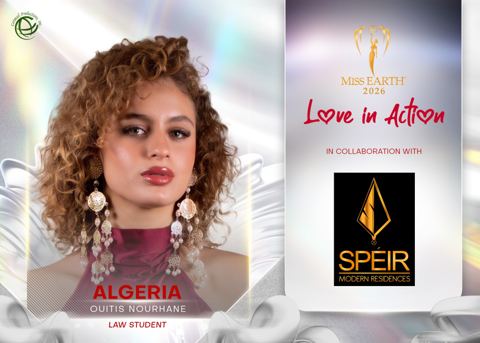 ALGERIA
OUITIS NOURHANE
LAW STUDENT
MISS EARTH
2026
Love in Action
IN COLLABORATION WITH
SPÉIR
MODERN RESIDENCES